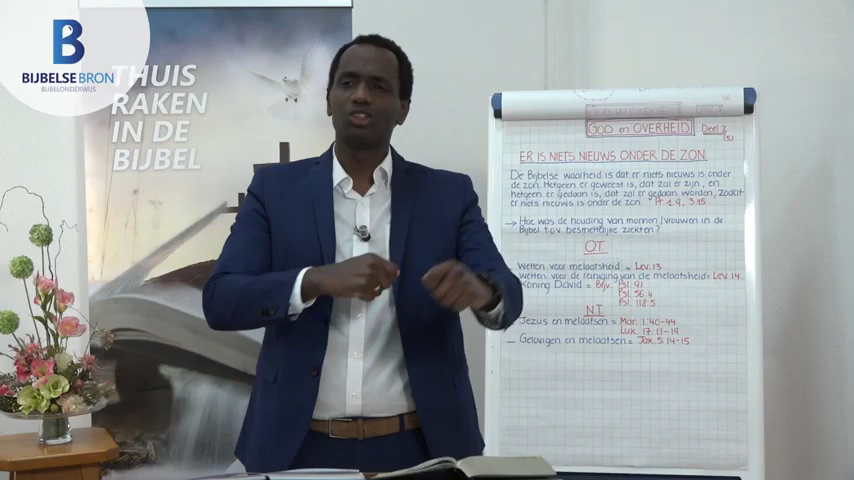 BIJBELSE BRON
BIJBELONDERWIJS
THUIS
RAKEN
IN DE
BIJBEL
GOD en OVERHEID Deel 2
ER IS NIETS NIEUWS ONDER DE ZON
De Bijbelse waarheid is dat er niets nieuws is onder
de zon. Hetgeen er geweest is, dat zal er zijn, en
hetgeen er gedaan is, dat zal er gedaan worden, zodat
er niets nieuws is onder de zon." Pr. 1:9, 3:15
→ Hoe was de houding van mannen/vrouwen in de
Bijbel t.o.v. besmettelijke ziekten?
OT
- Wetten voor melaatsheid = Lev. 13
- Wetten voor de reiniging van de melaatsheid = Lev. 14
Koning David = Bijv. Psl. 91
Psl. 56:4
Psl. 118:5
N.T
- Jezus en melaatsen = Mar. 1:40-44
Luk. 17:11-19
- Gelovigen en melaatsen = Jak. 5:14-15